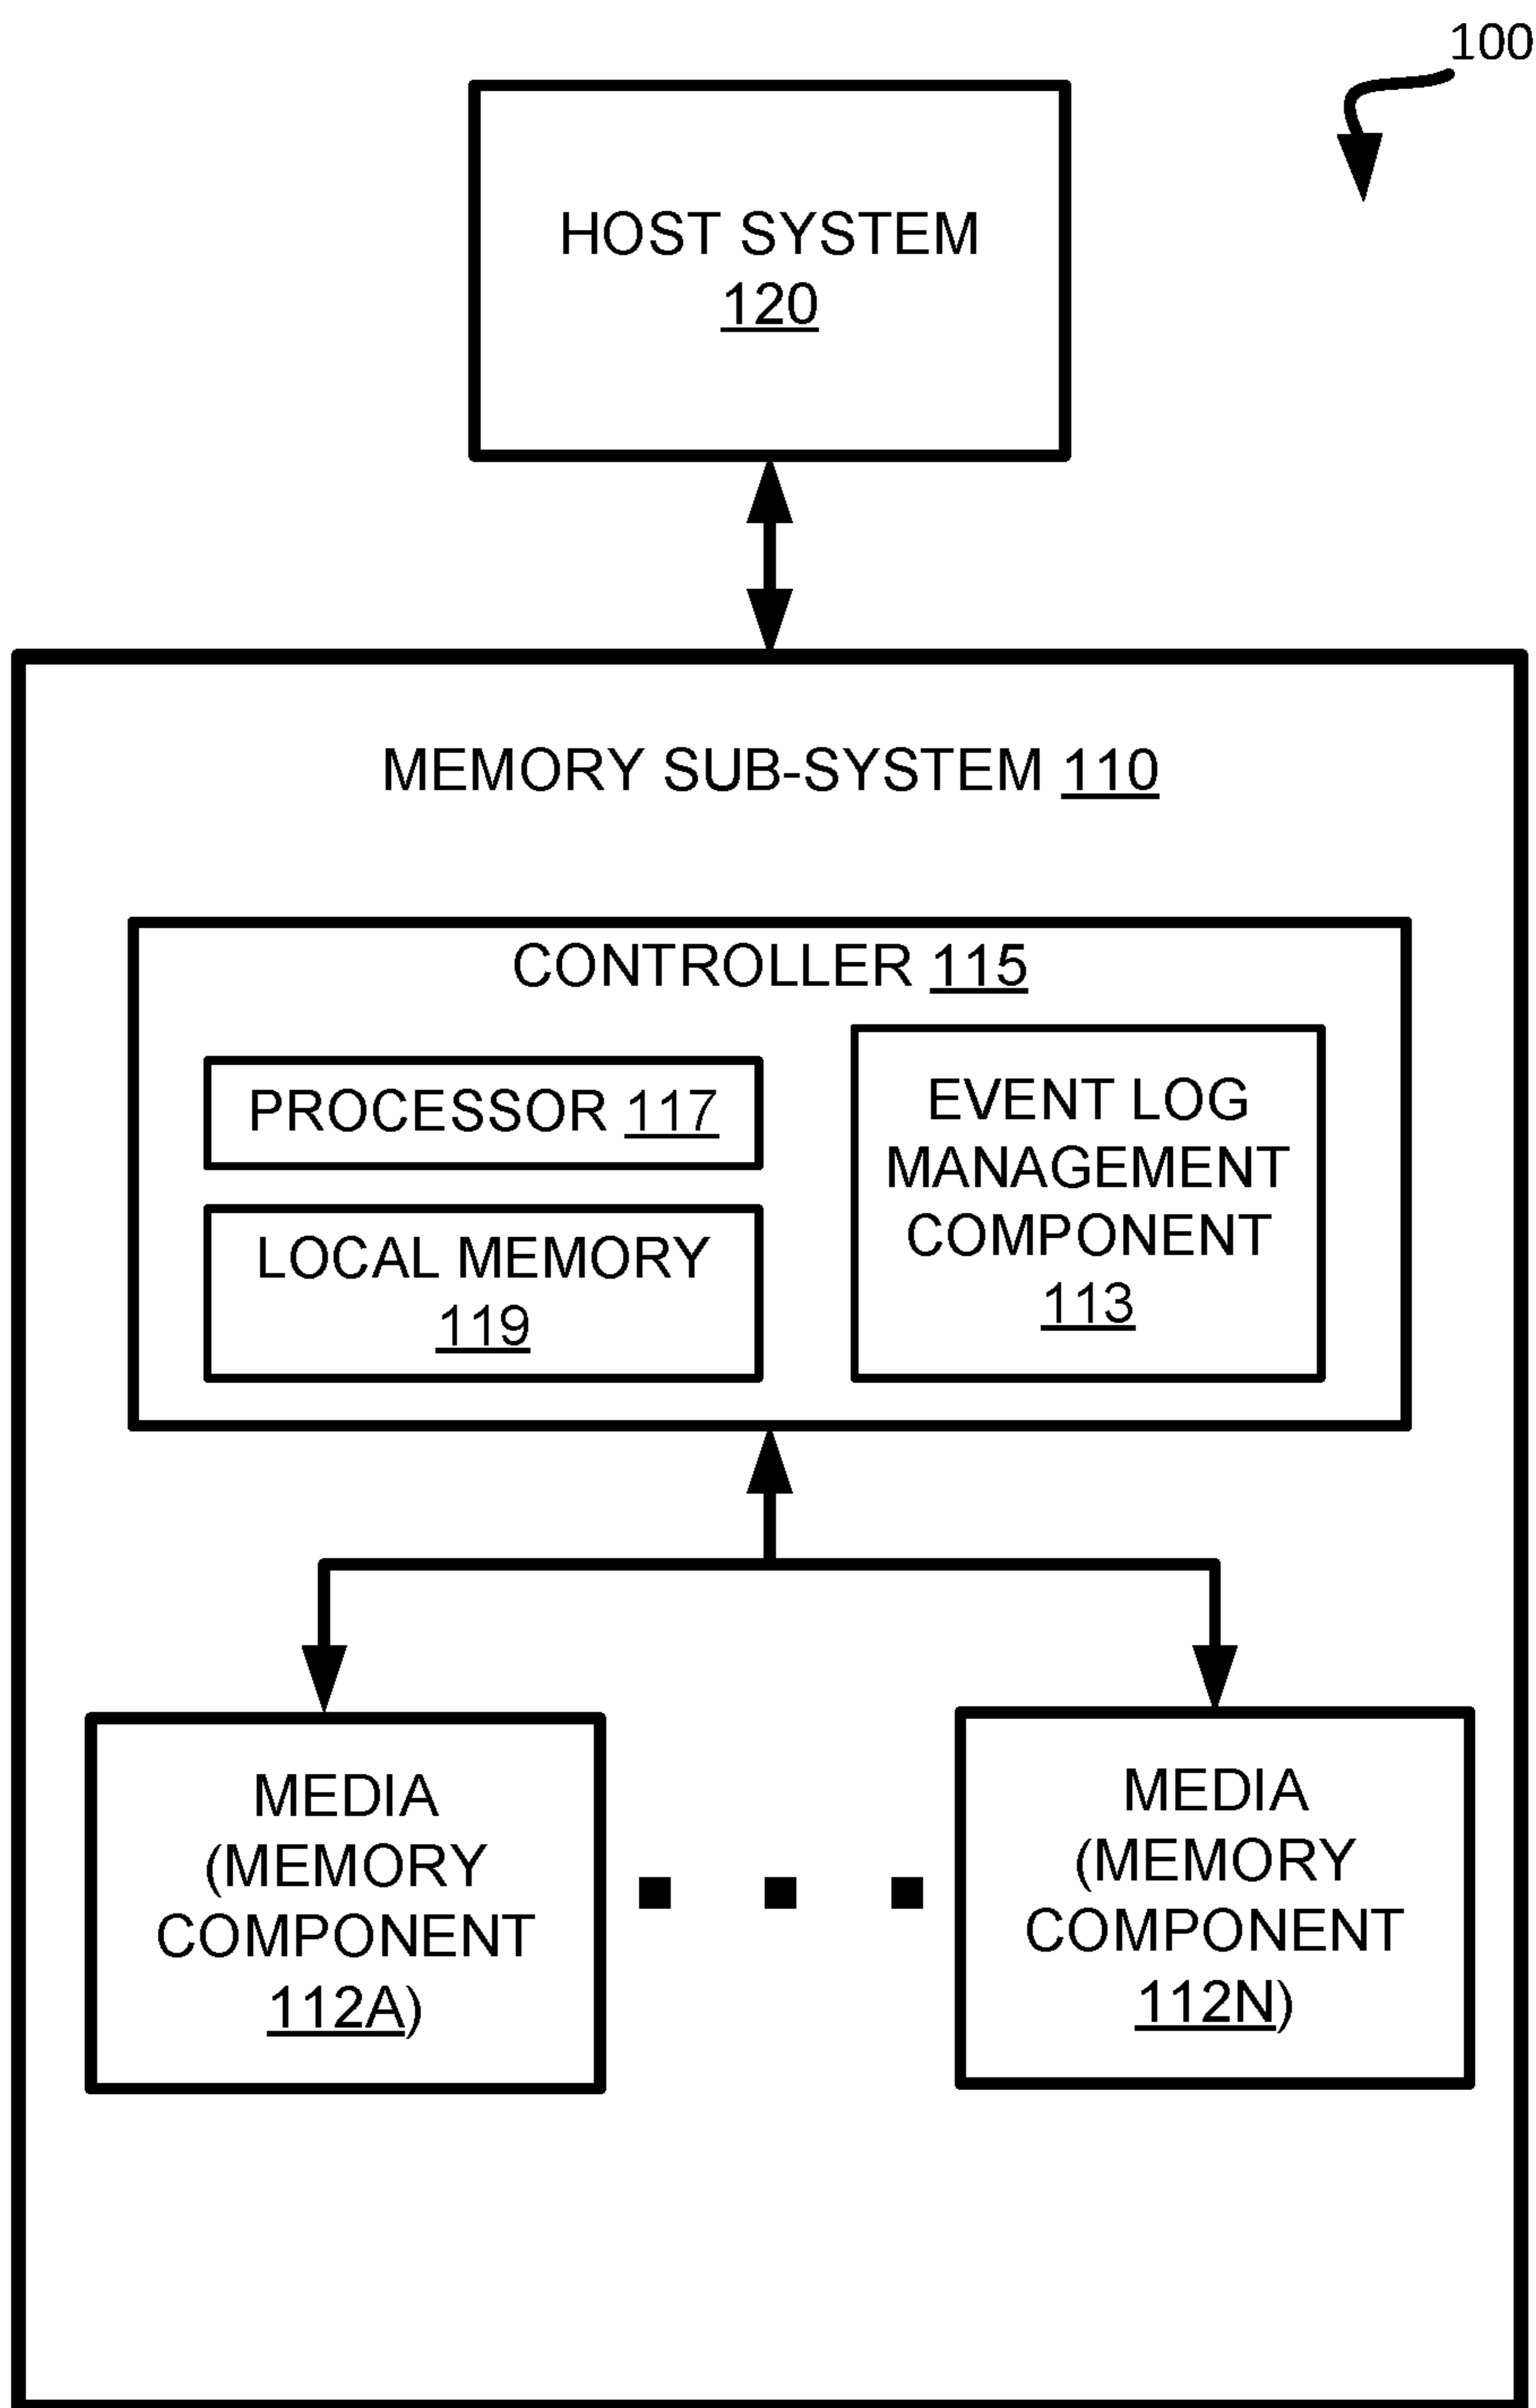 100
HOST SYSTEM
120
MEMORY SUB-SYSTEM 110
CONTROLLER 115
PROCESSOR 117
LOCAL MEMORY
119
EVENT LOG
MANAGEMENT
COMPONENT
113
MEDIA
(MEMORY
COMPONENT
112A)
MEDIA
(MEMORY
COMPONENT
112N)